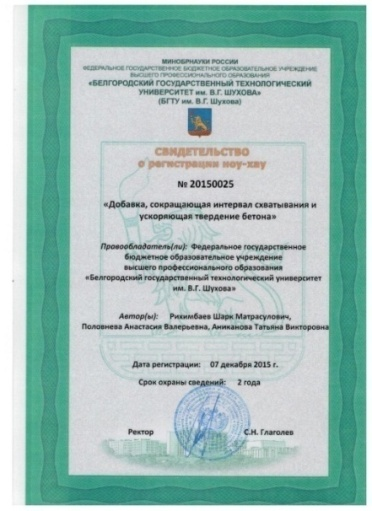 МИНОБРНАУКИ РОССИИ
ФЕДЕРАЛЬНОЕ ГОСУДАРСТВЕННОЕ БЮДЖЕТНОЕ ОБРАЗОВАТЕЛЬНОЕ УЧРЕЖДЕНИЕ
ВЫСШЕГО ПРОФЕССИОНАЛЬНОГО ОБРАЗОВАНИЯ
«БЕЛГОРОДСКИЙ ГОСУДАРСТВЕННЫЙ ТЕХНОЛОГИЧЕСКИЙ
УНИВЕРСИТЕТ им. В.Г. ШУХОВА»
(БГТУ им. В.Г. Шухова)
СВИДЕТЕЛЬСТВО
о регистрации ноу-хау
№ 20150025
«Добавка, сокращающая интервал схватывания и
ускоряющая твердение бетона»
Правообладатель(ли): Федеральное государственное
бюджетное образовательное учреждение
высшего профессионального образования
«Белгородский государственный технологический университет
им. В.Г. Шухова»
Автор(ы): Рахимбаев Шарк Матрасулович,
Половнева Анастасия Валерьевна, Аниканова Татьяна Викторовна
Дата регистрации: 07 декабря 2015 г.
Срок охраны сведений: 2 года
Ректор С.Н. Глаголев